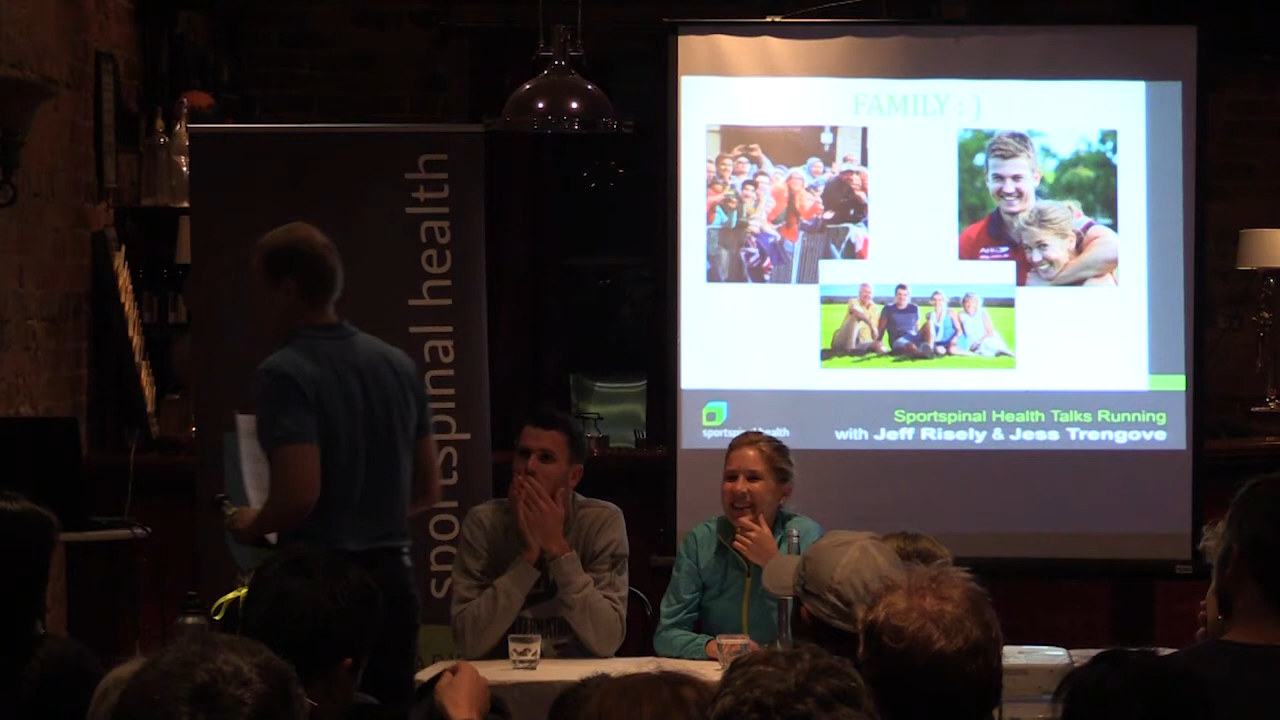 FAMILY : )
sportspinal health
sportspinal health
Sportspinal Health Talks Running
with Jeff Risely & Jess Trengove